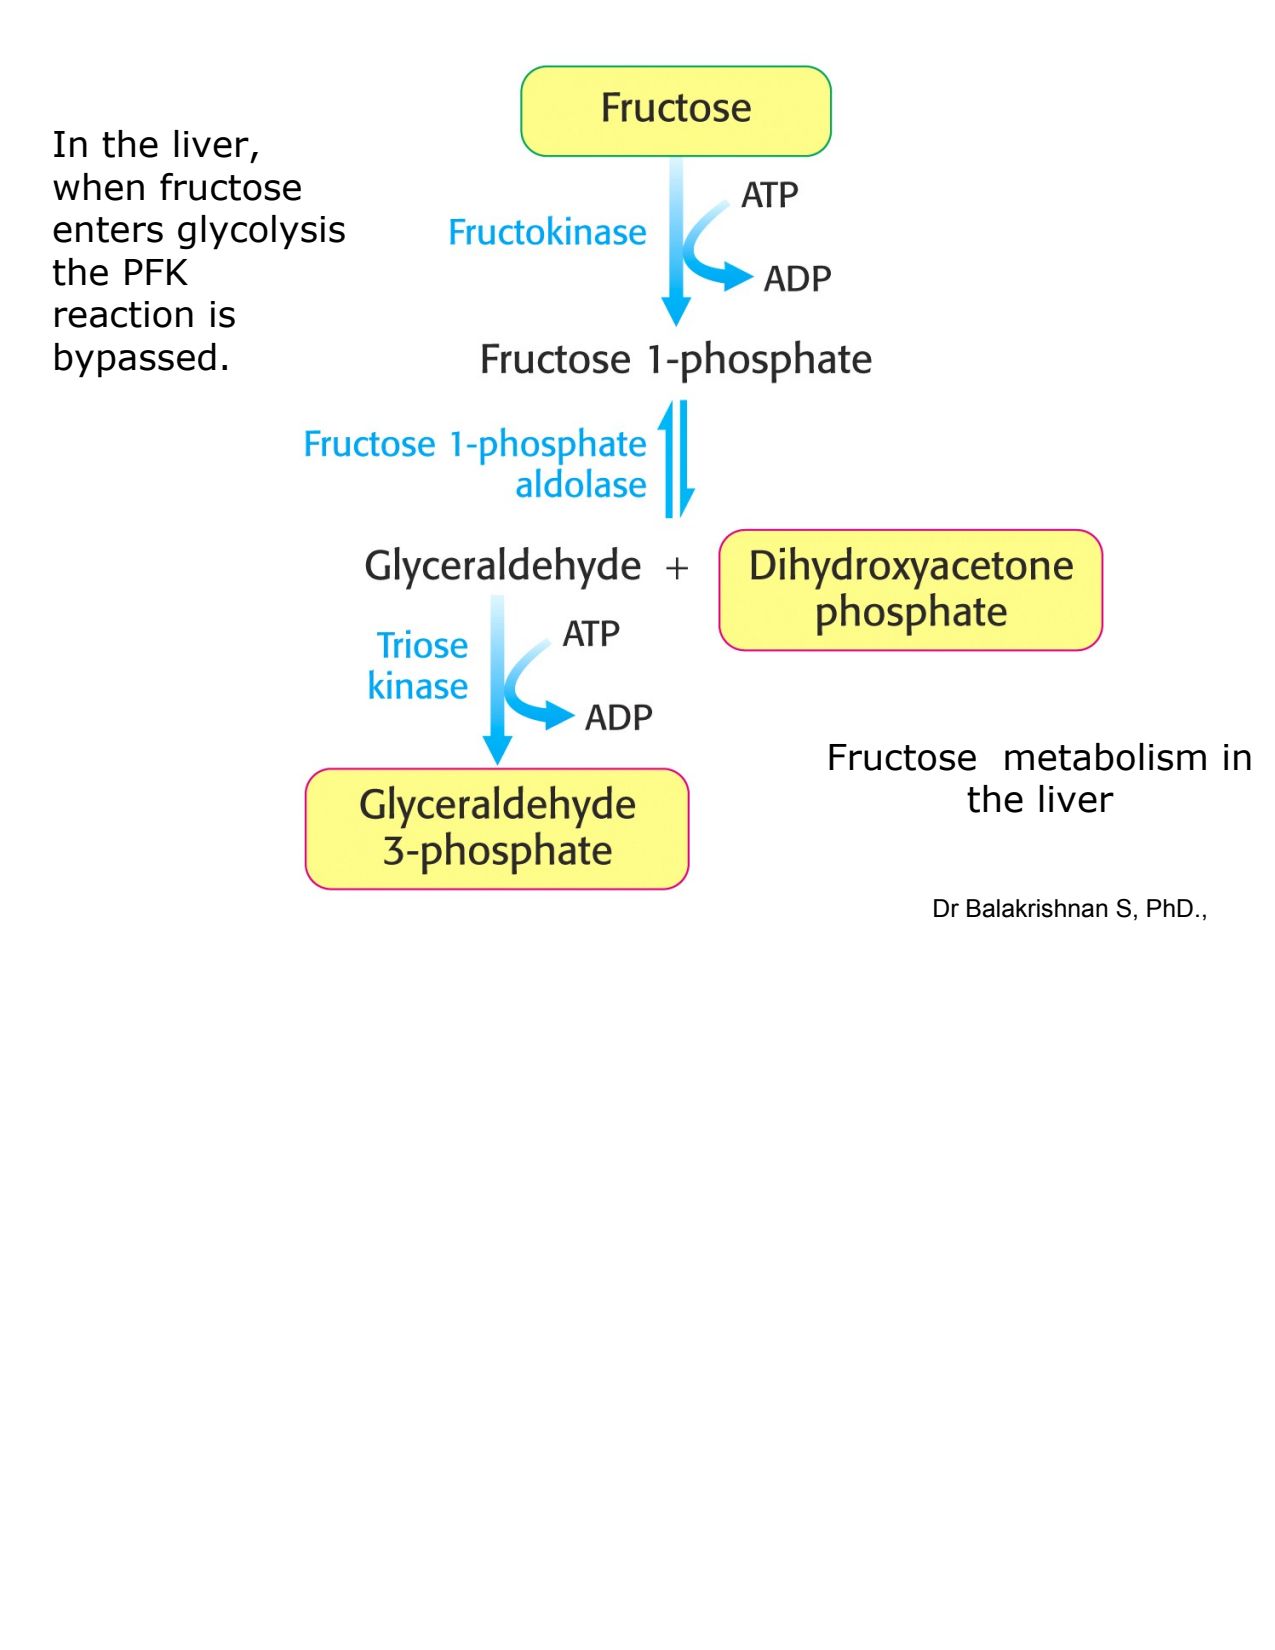 Fructose
In the liver,
when fructose
enters glycolysis
the PFK
reaction is
bypassed.
ATP
Fructokinase
ADP
Fructose 1-phosphate
Fructose 1-phosphate
aldolase
Glyceraldehyde +
Dihydroxyacetone
phosphate
ATP
Triose
kinase
ADP
Glyceraldehyde
3-phosphate
Fructose  metabolism in
the liver
Dr Balakrishnan S, PhD.,